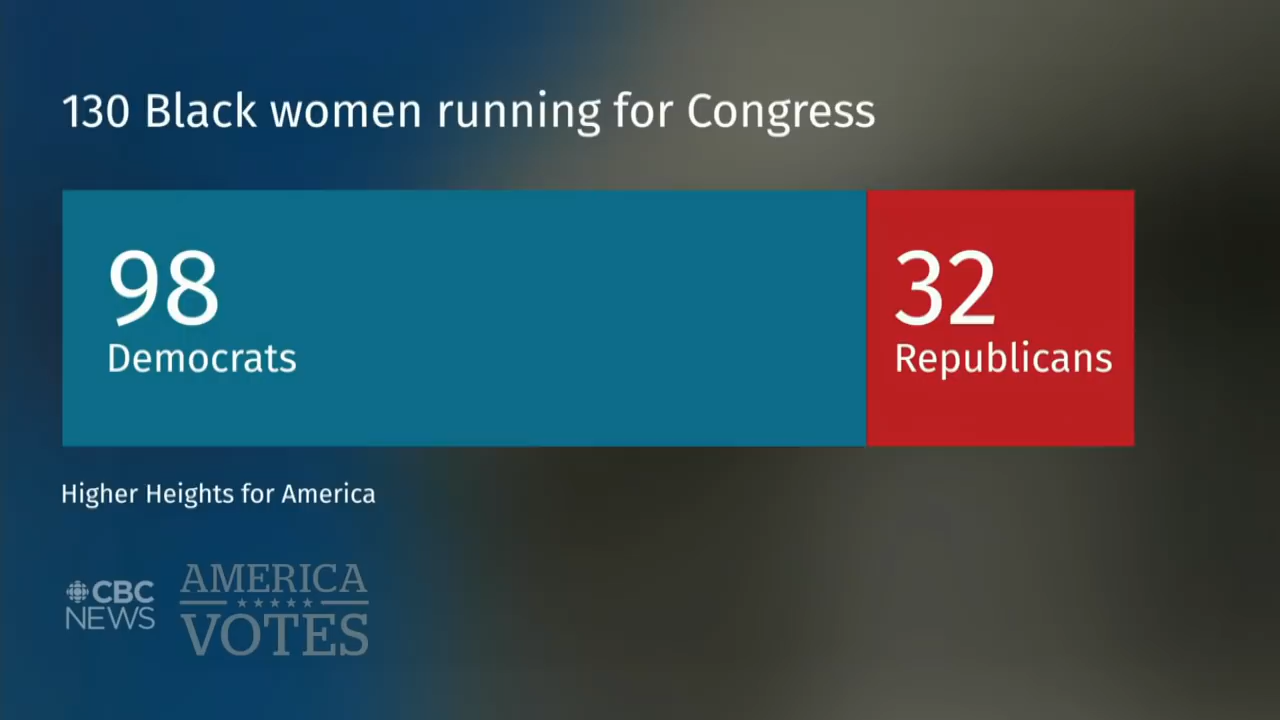 130 Black women running for Congress
98
Democrats
32
Republicans
Higher Heights for America
CBC
NEWS
AMERICA
VOTES